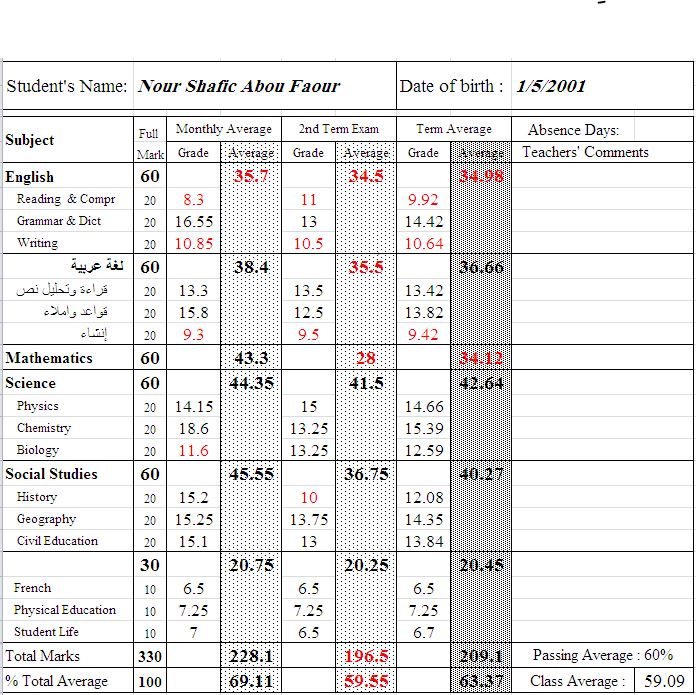 Student's Name: Nour Shafic Abou Faour Date of birth : 1/5/2001
Subject Full Mark Monthly Average 2nd Term Exam Term Average Absence Days:
Grade Average Grade Average Grade Average Teachers' Comments
English 60 35.7 34.5 34.98
Reading & Compr 20 8.3 11 9.92
Grammar & Dict 20 16.55 13 14.42
Writing 20 10.85 10.5 10.64
لغة عربية 60 38.4 35.5 36.66
قراءة وتحليل نص 20 13.3 13.5 13.42
قواعد واملاء 20 15.8 12.5 13.82
إنشاء 20 9.3 9.5 9.42
Mathematics 60 43.3 28 34.12
Science 60 44.35 41.5 42.64
Physics 20 14.15 15 14.66
Chemistry 20 18.6 13.25 15.39
Biology 20 11.6 13.25 12.59
Social Studies 60 45.55 36.75 40.27
History 20 15.2 10 12.08
Geography 20 15.25 13.75 14.35
Civil Education 20 15.1 13 13.84
30 20.75 20.25 20.45
French 10 6.5 6.5 6.5
Physical Education 10 7.25 7.25 7.25
Student Life 10 7 6.5 6.7
Total Marks 330 228.1 196.5 209.1 Passing Average : 60%
% Total Average 100 69.11 59.55 63.37 Class Average : 59.09